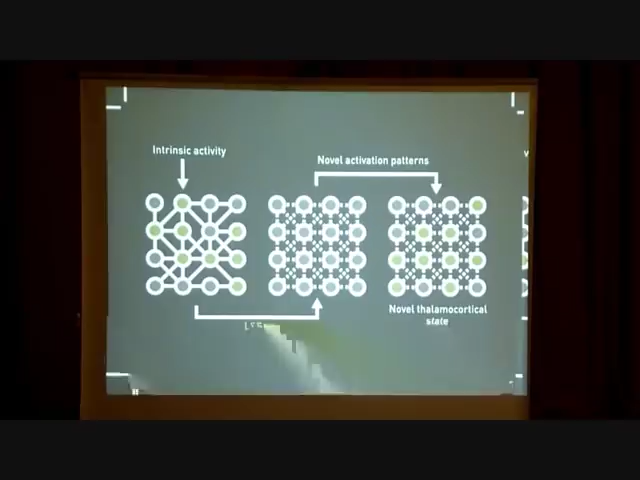 Intrinsic activity
Novel activation patterns
Novel thalamocortical
state